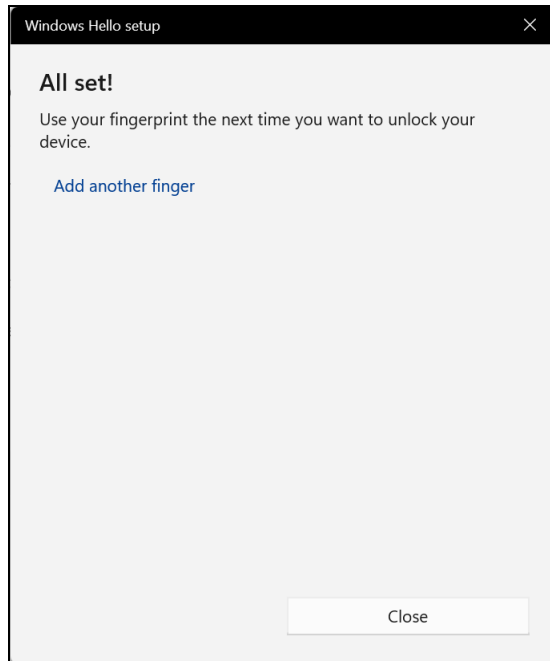 Windows Hello setup
All set!
Use your fingerprint the next time you want to unlock your
device.
Add another finger
Close